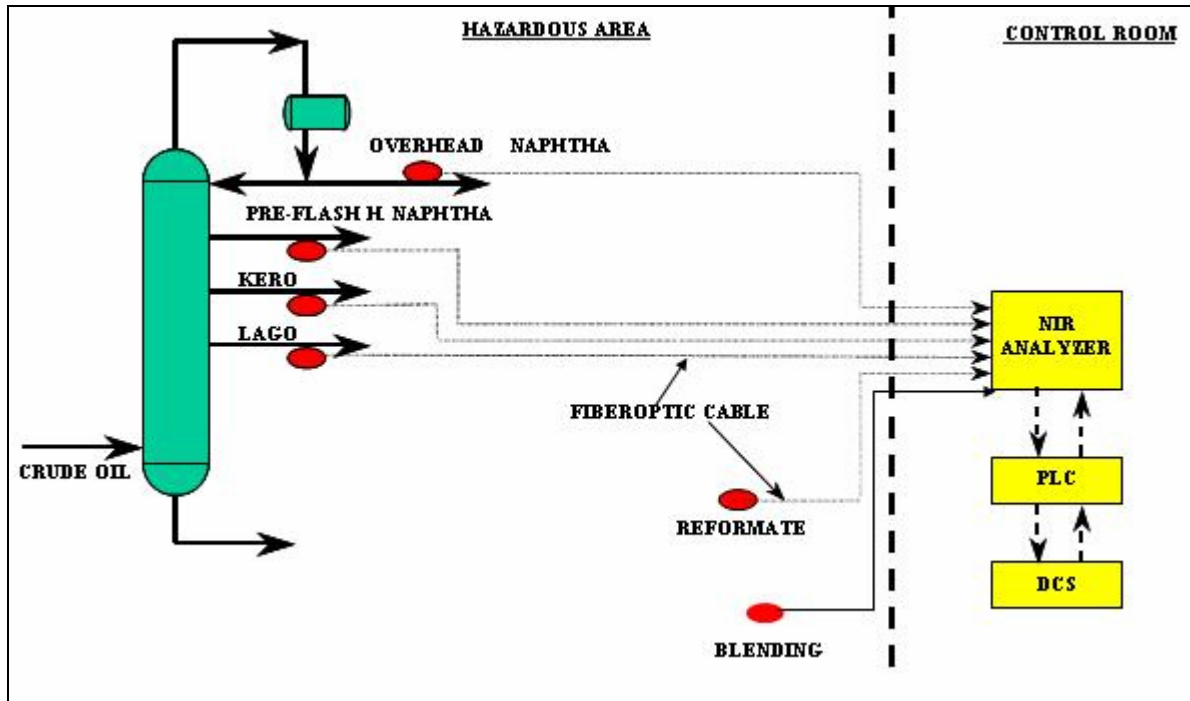 HAZARDOUS AREA
CONTROL ROOM
OVERHEAD NAPHTHA
PRE-FLASH H. NAPHTHA
KERO
LAGO
NIR
ANALYZER
FIBEROPTIC CABLE
CRUDE OIL
PLC
REFORMATE
DCS
BLENDING